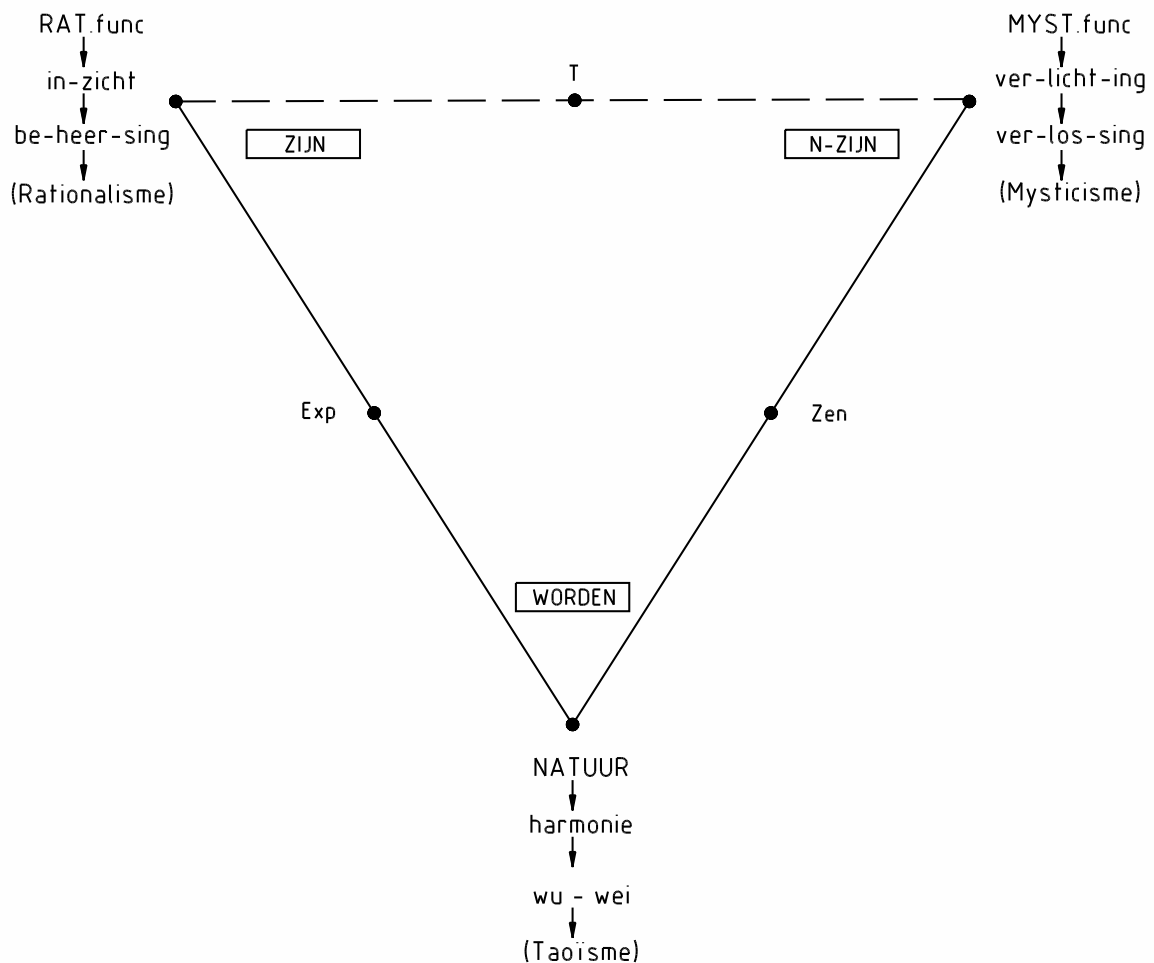 RAT.func
in-zicht
be-heer-sing
(Rationalisme)
T
MYST.func
ver-licht-ing
ver-los-sing
(Mysticisme)
ZIJN
N-ZIJN
Exp
Zen
WORDEN
NATUUR
harmonie
wu - wei
(Taoïsme)